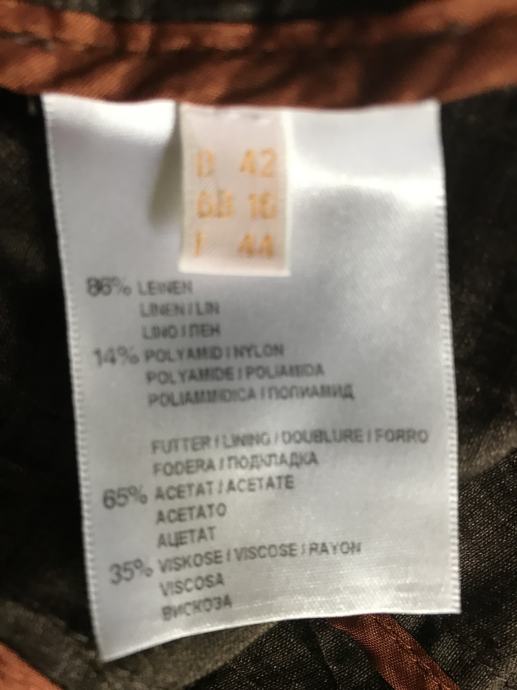 D 42
GB 16
F 44
86% LEINEN
LINEN / LIN
LINO / ЛЕН
14% POLYAMID / NYLON
POLYAMIDE / POLIAMIDA
POLIAMMIDICA / ПОЛИАМИД
FUTTER / LINING / DOUBLURE / FORRO
FODERA / ПОДКЛАДКА
65% ACETAT / ACETATE
ACETATO
АЦЕТАТ
35% VISKOSE / VISCOSE / RAYON
VISCOSA
ВИСКОЗА